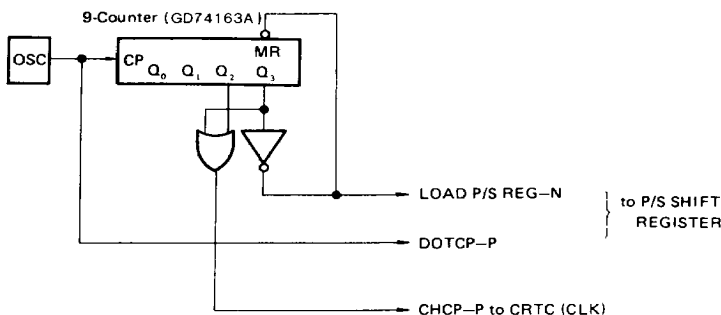 9-Counter (GD74163A)
OSC
CP
MR
Q₀ Q₁ Q₂ Q₃
LOAD P/S REG–N
to P/S SHIFT
REGISTER
DOTCP–P
CHCP–P to CRTC (CLK)